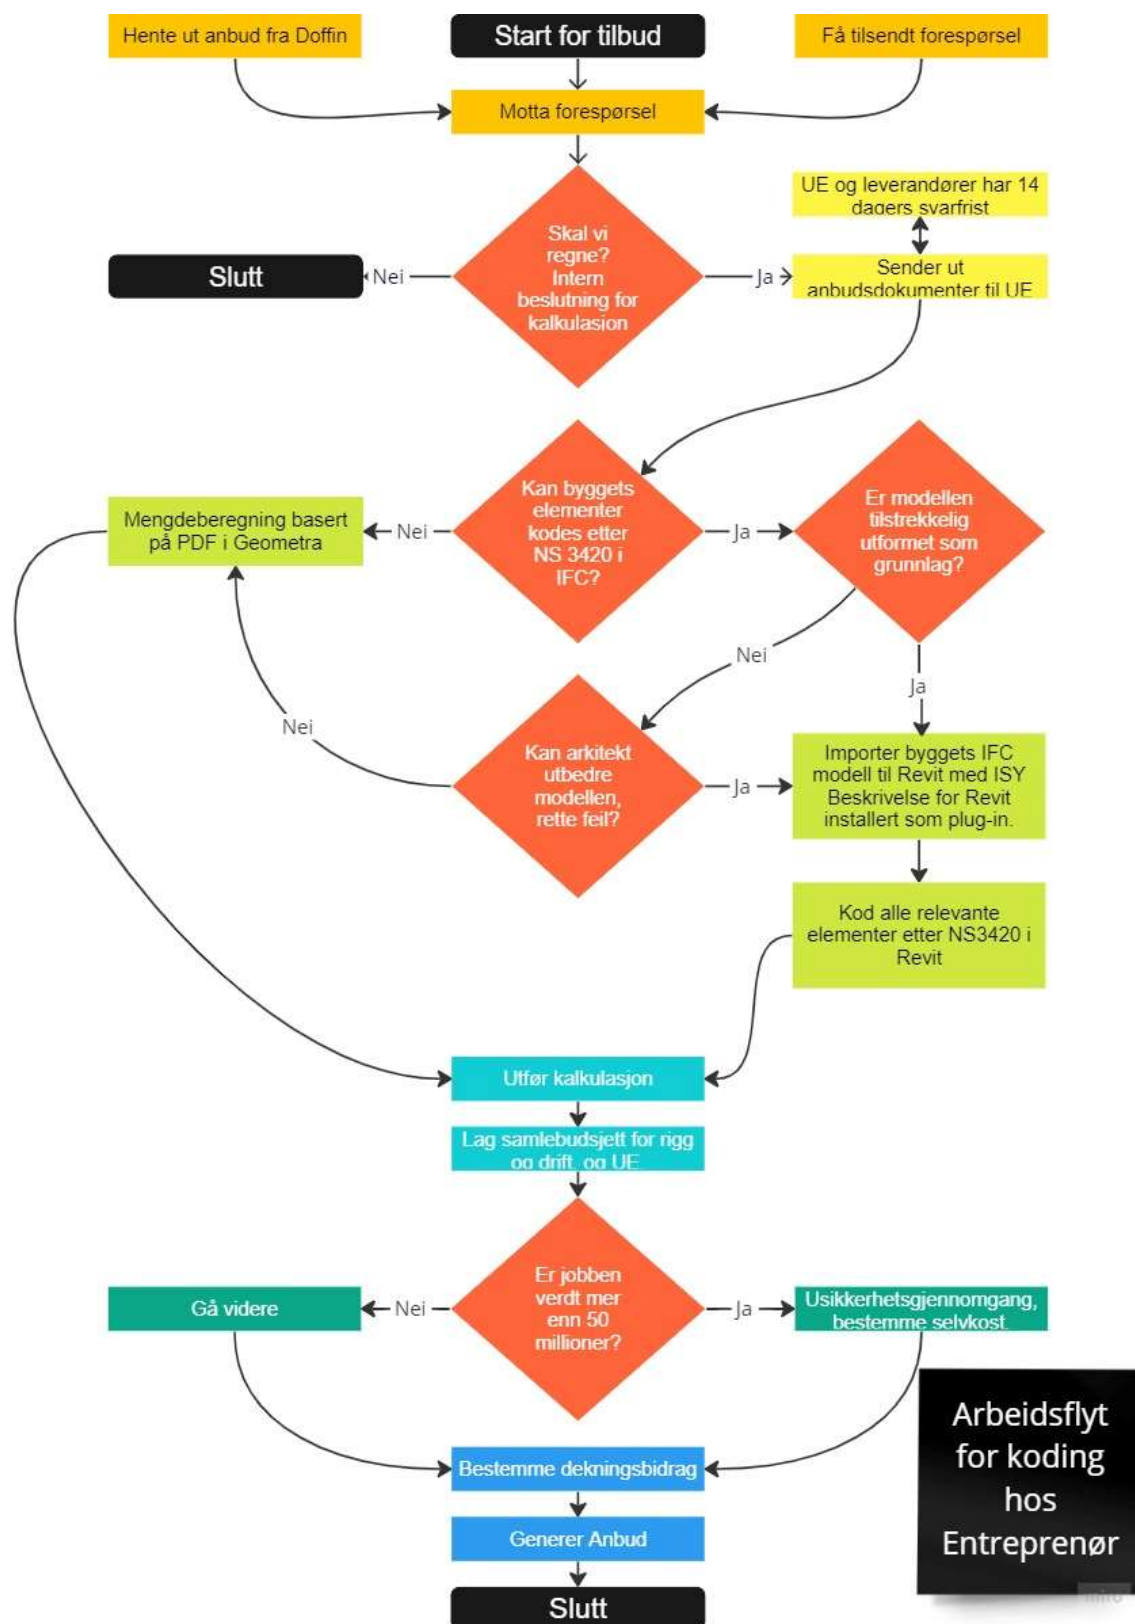 Hente ut anbud fra Doffin
Start for tilbud
Få tilsendt forespørsel
Motta forespørsel
UE og leverandører har 14
dagers svarfrist
Skal vi
regne?
Intern
beslutning for
kalkulasjon
Slutt
Nei
Ja
Sender ut
anbudsdokumenter til UE
Kan byggets
elementer
kodes etter
NS 3420 i
IFC?
Er modellen
tilstrekkelig
utformet som
grunnlag?
Mengdeberegning basert
på PDF i Geometra
Nei
Ja
Nei
Ja
Nei
Kan arkitekt
utbedre
modellen,
rette feil?
Ja
Importer byggets IFC
modell til Revit med ISY
Beskrivelse for Revit
installert som plug-in.
Kod alle relevante
elementer etter NS3420 i
Revit
Utfør kalkulasjon
Lag samlebudsjett for rigg
og drift, og UE.
Er jobben
verdt mer
enn 50
millioner?
Gå videre
Nei
Ja
Usikkerhetsgjennomgang,
bestemme selvkost.
Arbeidsflyt
for koding
hos
Entreprenør
Bestemme dekningsbidrag
Generer Anbud
Slutt
miro